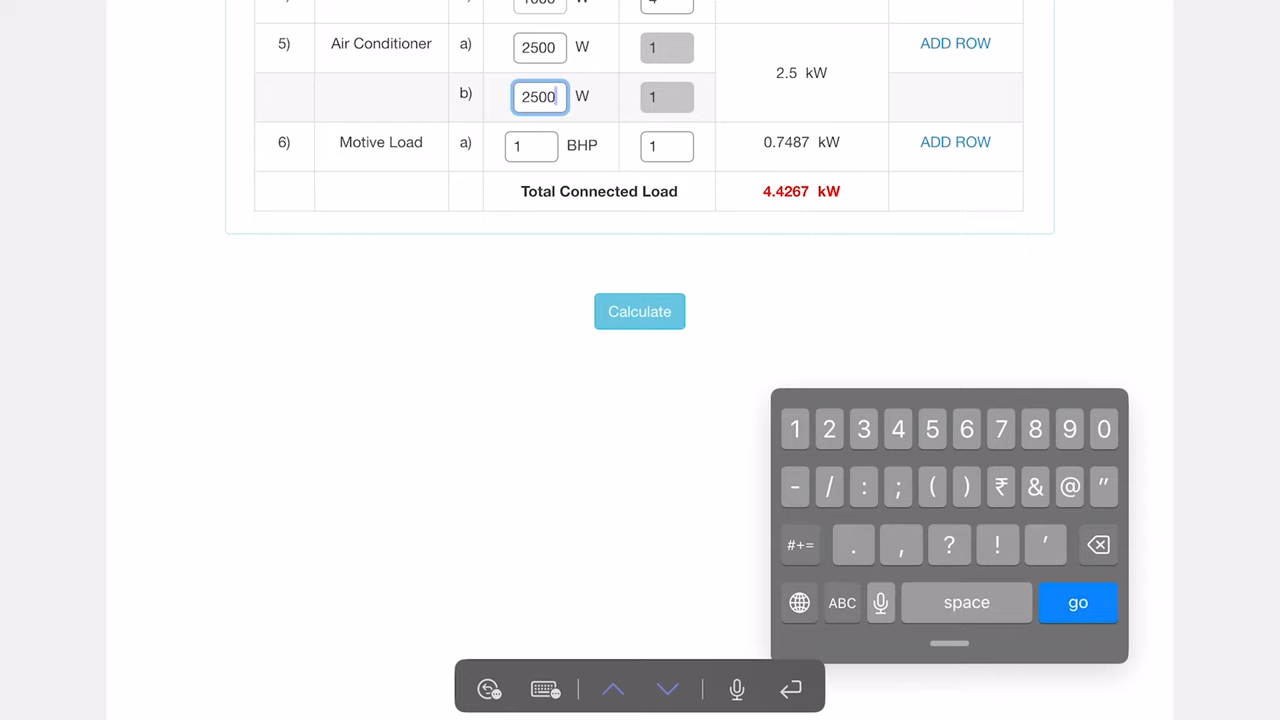 1000 W 4
5) Air Conditioner a) 2500 W 1 2.5 kW ADD ROW
b) 2500 W 1
6) Motive Load a) 1 BHP 1 0.7487 kW ADD ROW
Total Connected Load 4.4267 kW
Calculate
1 2 3 4 5 6 7 8 9 0
- / : ; ( ) ₹ & @ "
#+= . , ? ! '
ABC space go